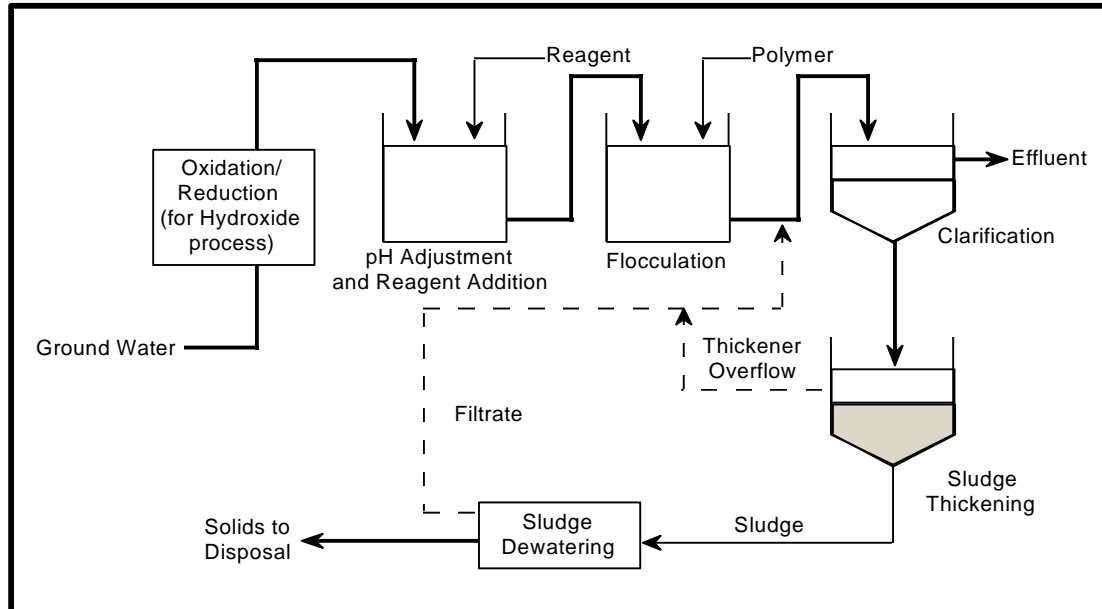 Reagent
Polymer
Oxidation/
Reduction
(for Hydroxide
process)
Effluent
pH Adjustment
and Reagent Addition
Flocculation
Clarification
Ground Water
Thickener
Overflow
Filtrate
Sludge
Thickening
Solids to
Disposal
Sludge
Dewatering
Sludge